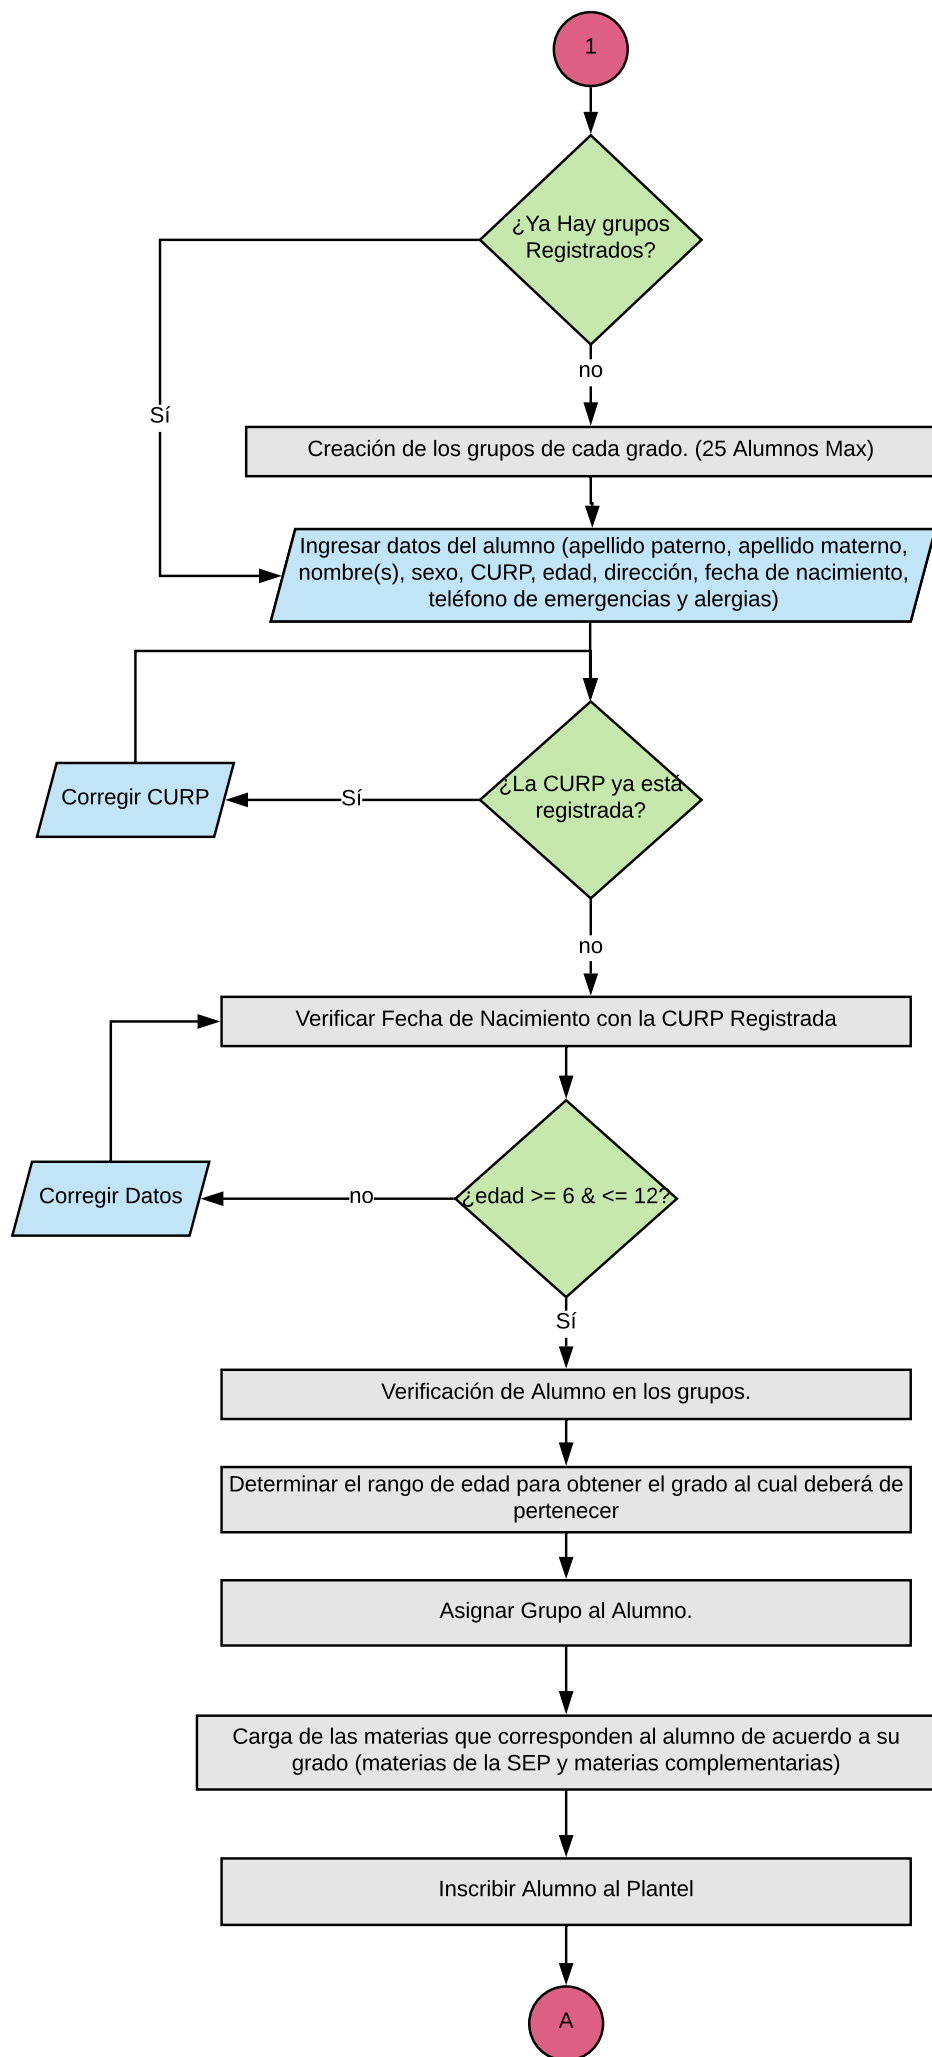 1
¿Ya Hay grupos
Registrados?
no
Sí
Creación de los grupos de cada grado. (25 Alumnos Max)
Ingresar datos del alumno (apellido paterno, apellido materno,
nombre(s), sexo, CURP, edad, dirección, fecha de nacimiento,
teléfono de emergencias y alergias)
¿La CURP ya está
registrada?
Sí
Corregir CURP
no
Verificar Fecha de Nacimiento con la CURP Registrada
¿edad >= 6 & <= 12?
no
Corregir Datos
Sí
Verificación de Alumno en los grupos.
Determinar el rango de edad para obtener el grado al cual deberá de
pertenecer
Asignar Grupo al Alumno.
Carga de las materias que corresponden al alumno de acuerdo a su
grado (materias de la SEP y materias complementarias)
Inscribir Alumno al Plantel
A